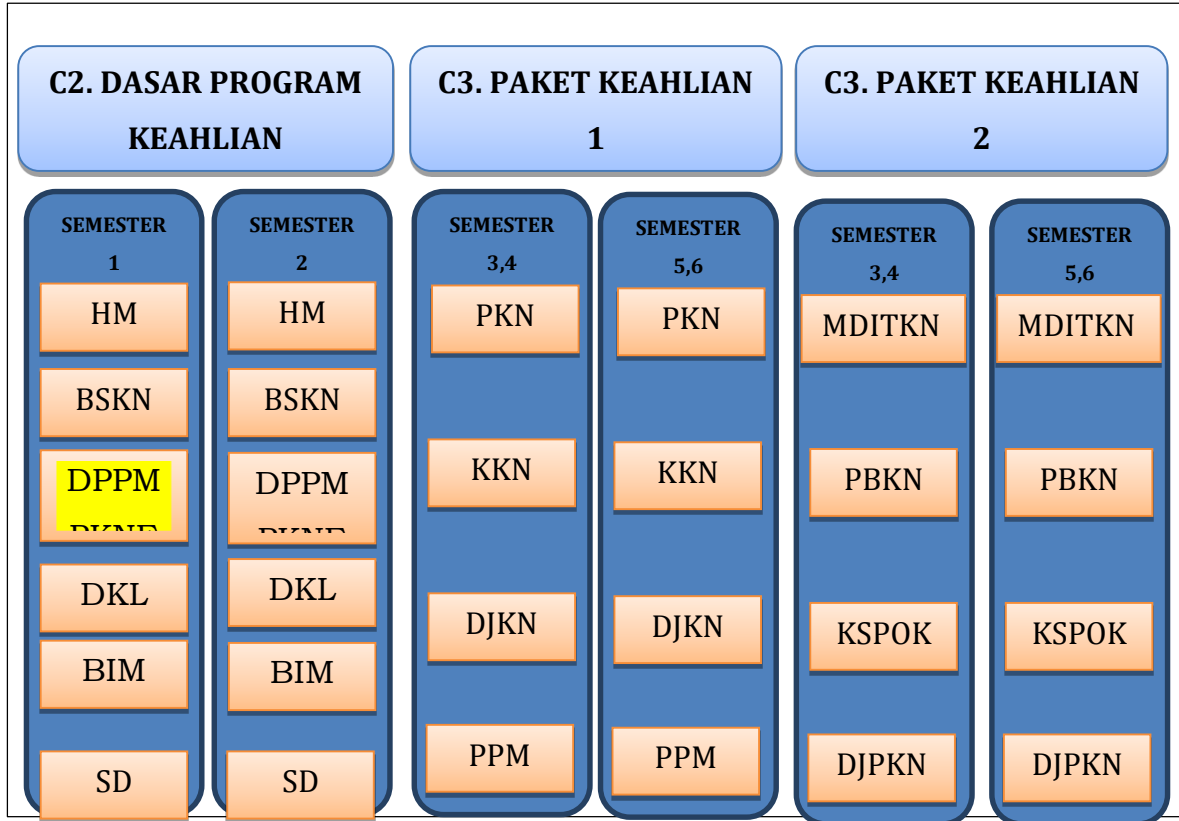 C2. DASAR PROGRAM
KEAHLIAN
C3. PAKET KEAHLIAN
1
C3. PAKET KEAHLIAN
2
SEMESTER
1
HM
BSKN
DPPM
DKL
BIM
SD
SEMESTER
2
HM
BSKN
DPPM
DKL
BIM
SD
SEMESTER
3,4
PKN
KKN
DJKN
PPM
SEMESTER
5,6
PKN
KKN
DJKN
PPM
SEMESTER
3,4
MDITKN
PBKN
KSPOK
DJPKN
SEMESTER
5,6
MDITKN
PBKN
KSPOK
DJPKN